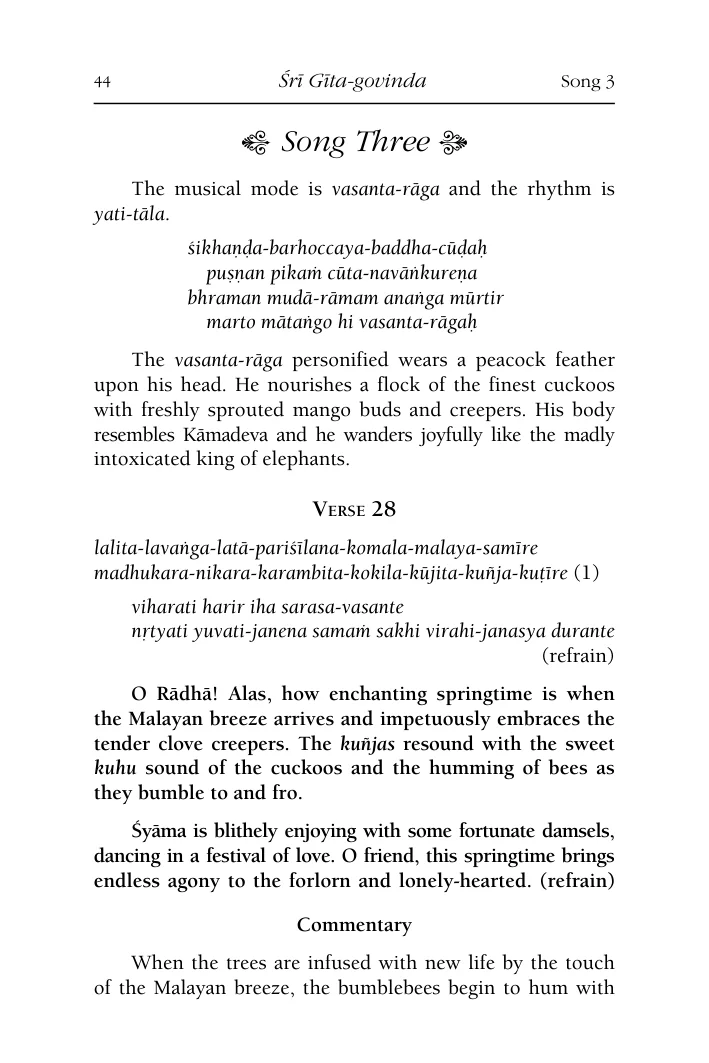 44 Śrī Gīta-govinda Song 3
Song Three
The musical mode is vasanta-rāga and the rhythm is
yati-tāla.
śikhaṇḍa-barhoccaya-baddha-cūḍaḥ
puṣṇan pikaṁ cūta-navāṅkureṇa
bhraman mudā-rāmam anaṅga mūrtir
marto mātaṅgo hi vasanta-rāgaḥ
The vasanta-rāga personified wears a peacock feather
upon his head. He nourishes a flock of the finest cuckoos
with freshly sprouted mango buds and creepers. His body
resembles Kāmadeva and he wanders joyfully like the madly
intoxicated king of elephants.
Verse 28
lalita-lavaṅga-latā-pariśīlana-komala-malaya-samīre
madhukara-nikara-karambita-kokila-kūjita-kuñja-kuṭīre (1)
viharati harir iha sarasa-vasante
nṛtyati yuvati-janena samaṁ sakhi virahi-janasya durante
(refrain)
O Rādhā! Alas, how enchanting springtime is when
the Malayan breeze arrives and impetuously embraces the
tender clove creepers. The kuñjas resound with the sweet
kuhu sound of the cuckoos and the humming of bees as
they bumble to and fro.
Śyāma is blithely enjoying with some fortunate damsels,
dancing in a festival of love. O friend, this springtime brings
endless agony to the forlorn and lonely-hearted. (refrain)
Commentary
When the trees are infused with new life by the touch
of the Malayan breeze, the bumblebees begin to hum with